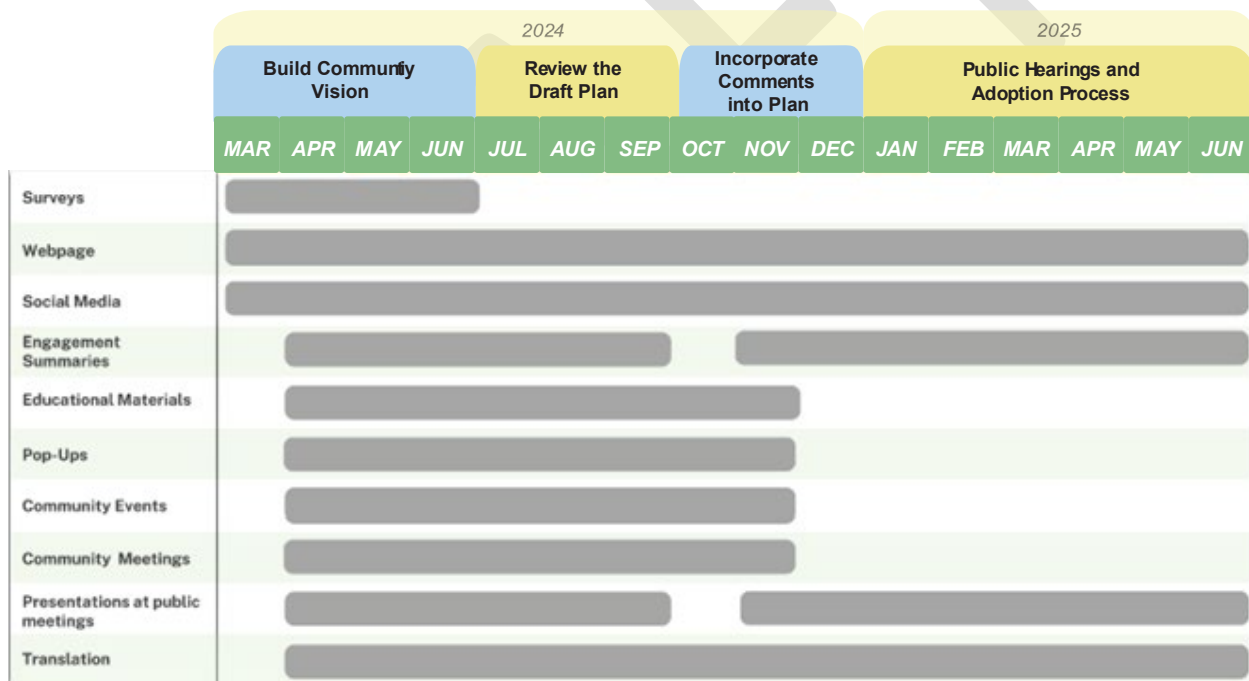 2024 2025
Build Communtiy
Vision
Review the
Draft Plan
Incorporate
Comments
into Plan
Public Hearings and
Adoption Process
MAR APR MAY JUN JUL AUG SEP OCT NOV DEC JAN FEB MAR APR MAY JUN
Surveys
Webpage
Social Media
Engagement
Summaries
Educational Materials
Pop-Ups
Community Events
Community Meetings
Presentations at public
meetings
Translation